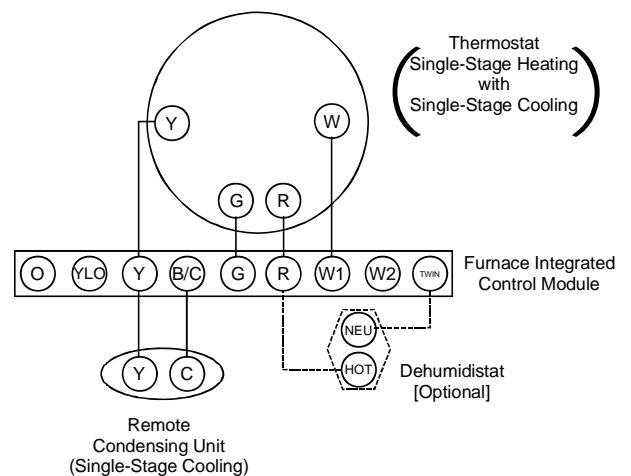 Thermostat
Single-Stage Heating
with
Single-Stage Cooling
Y
W
G
R
O
YLO
Y
B/C
G
R
W1
W2
TWIN
Furnace Integrated
Control Module
NEU
HOT
Dehumidistat
[Optional]
Y
C
Remote
Condensing Unit
(Single-Stage Cooling)